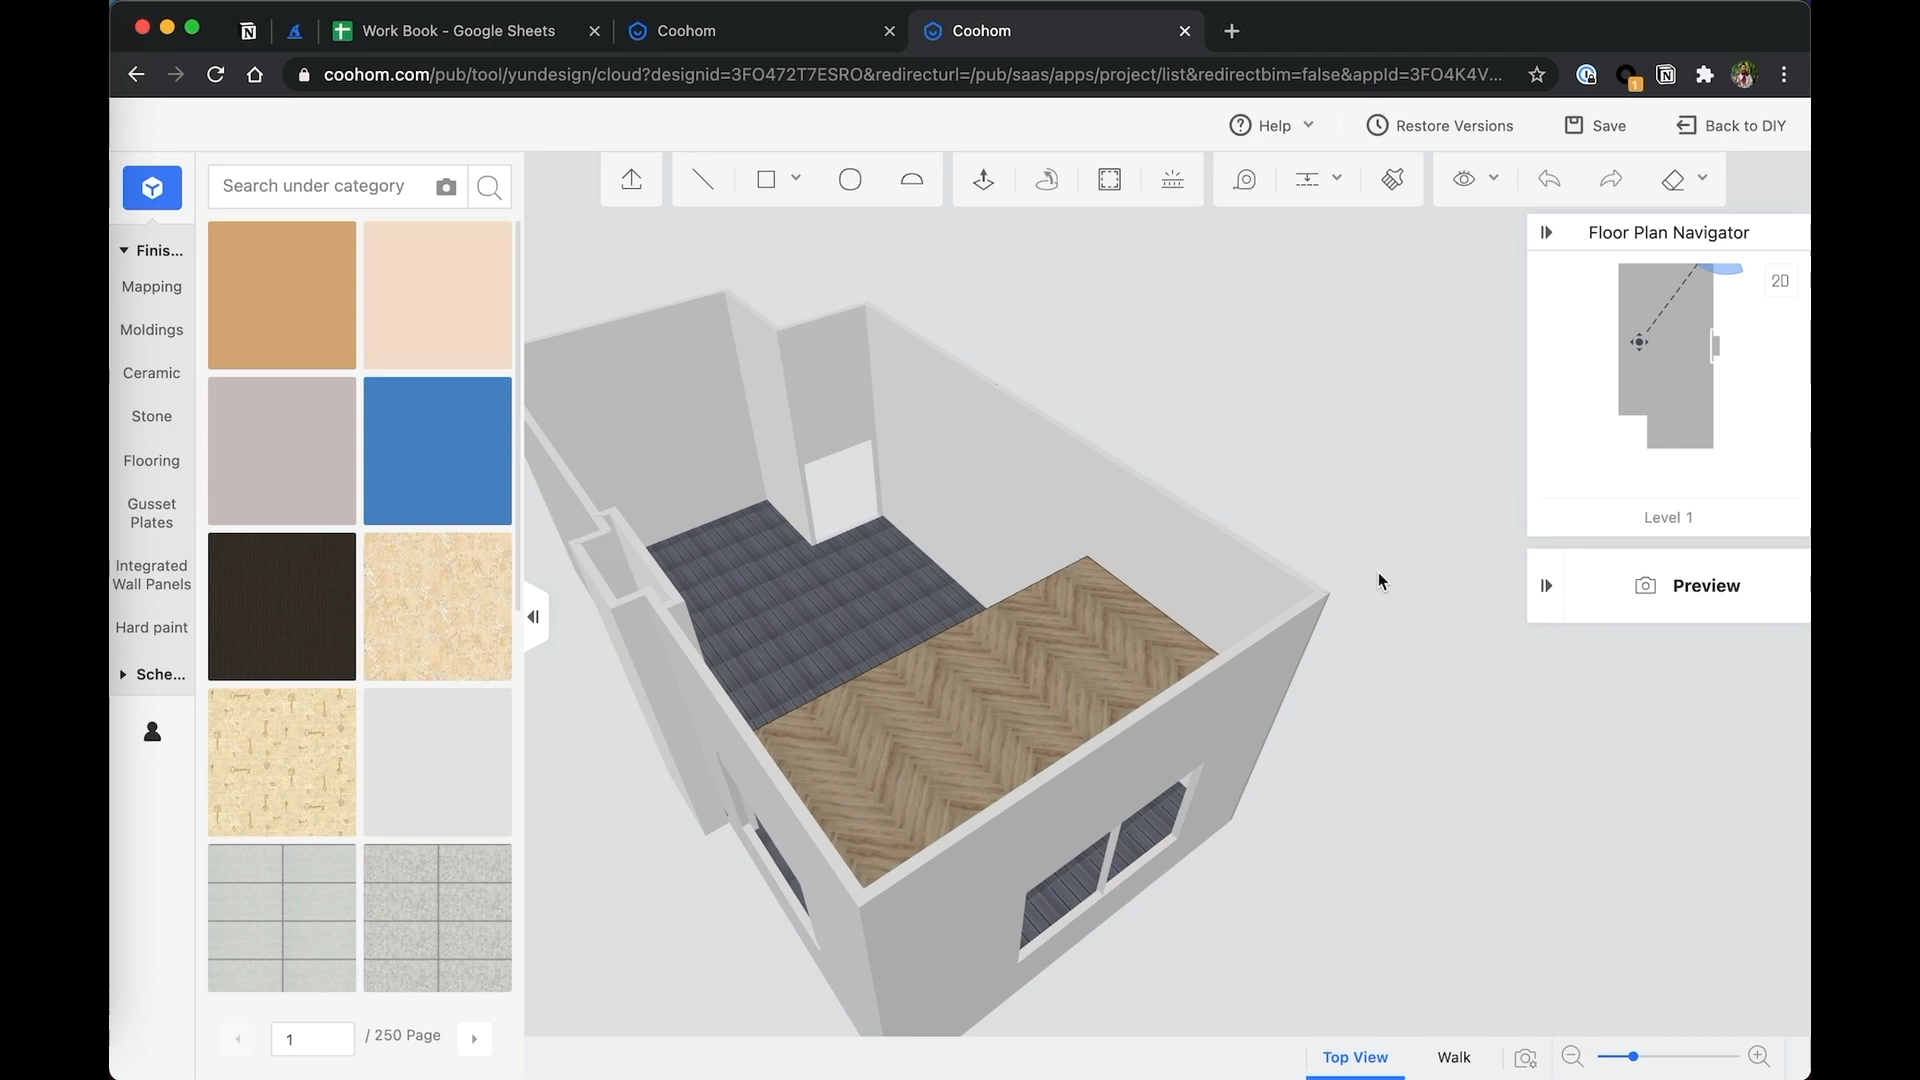 Work Book - Google Sheets
Coohom
Coohom
coohom.com/pub/tool/yundesign/cloud?designid=3FO472T7ESRO&redirecturl=/pub/saas/apps/project/list&redirectbim=false&appId=3FO4K4V...
1
Help
Restore Versions
Save
Back to DIY
Search under category
Finis...
Mapping
Moldings
Ceramic
Stone
Flooring
Gusset
Plates
Integrated
Wall Panels
Hard paint
Sche...
1
/ 250 Page
Floor Plan Navigator
2D
Level 1
Preview
Top View
Walk